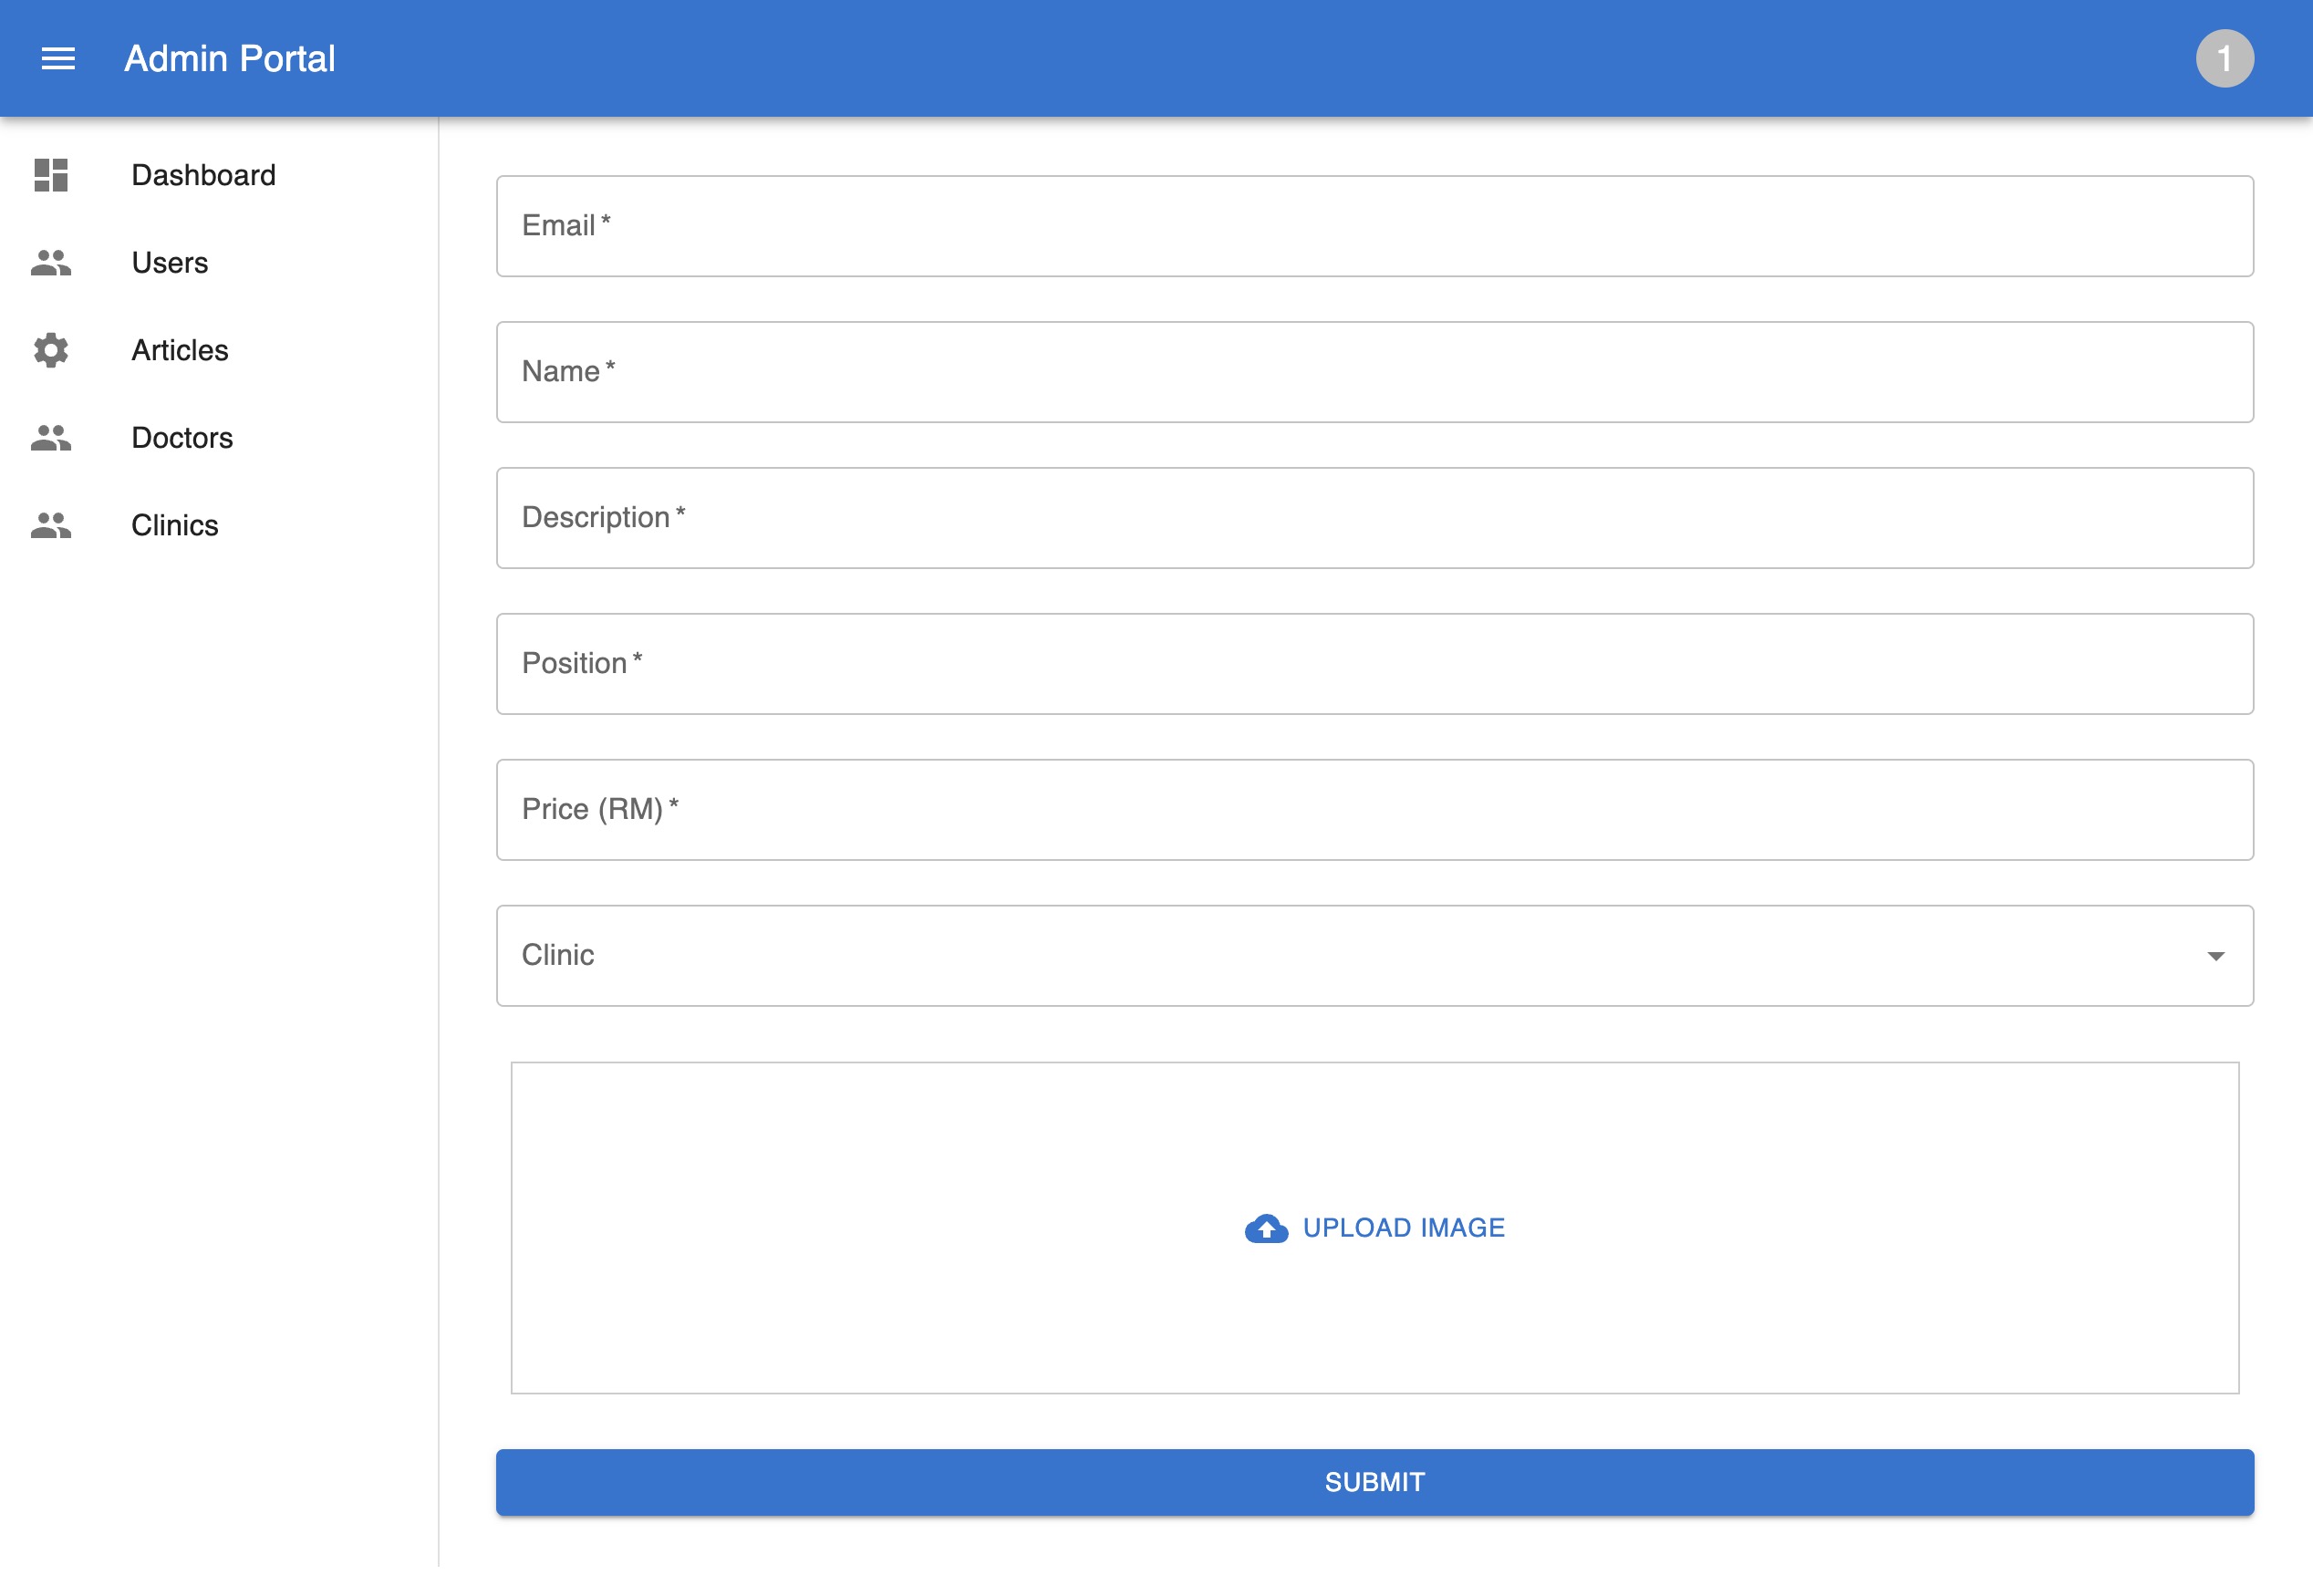 Admin Portal
1
Dashboard
Users
Articles
Doctors
Clinics
Email *
Name *
Description *
Position *
Price (RM) *
Clinic
UPLOAD IMAGE
SUBMIT